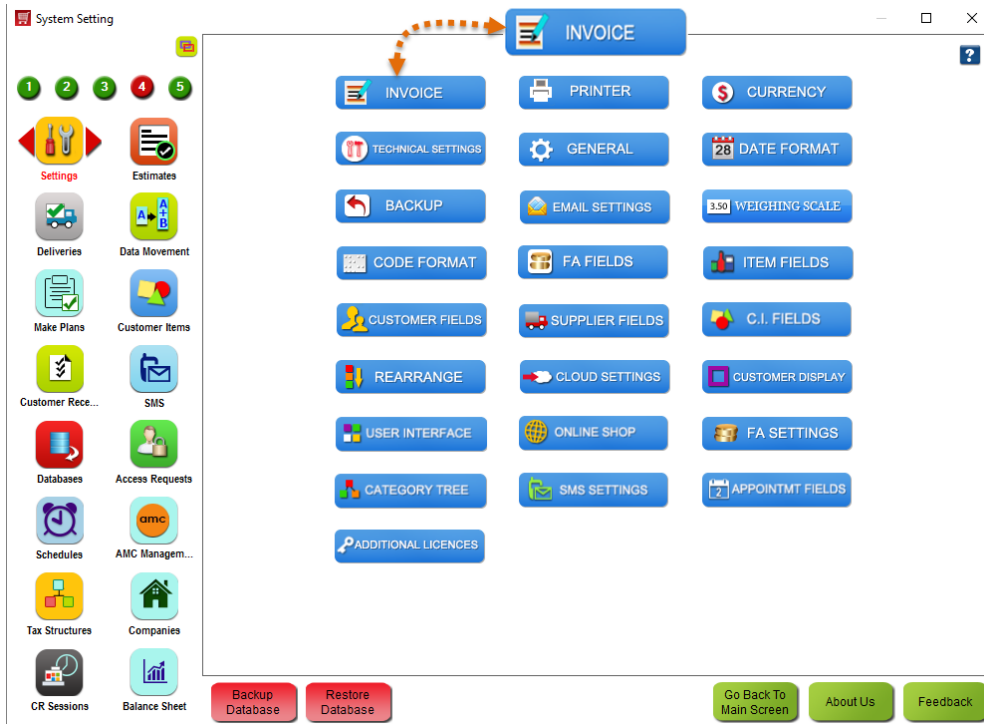 System Setting
INVOICE
?
1 2 3 4 5
INVOICE PRINTER $ CURRENCY
TECHNICAL SETTINGS GENERAL 28 DATE FORMAT
BACKUP EMAIL SETTINGS 3.50 WEIGHING SCALE
CODE FORMAT FA FIELDS ITEM FIELDS
CUSTOMER FIELDS SUPPLIER FIELDS C.I. FIELDS
REARRANGE CLOUD SETTINGS CUSTOMER DISPLAY
USER INTERFACE ONLINE SHOP FA SETTINGS
CATEGORY TREE SMS SETTINGS 2 APPOINTMT FIELDS
ADDITIONAL LICENCES
Settings Estimates
A A+B
Deliveries Data Movement
Make Plans Customer Items
Customer Rece... SMS
Databases Access Requests
amc
Schedules AMC Managem...
Tax Structures Companies
CR Sessions Balance Sheet
Backup
Database
Restore
Database
Go Back To
Main Screen
About Us
Feedback